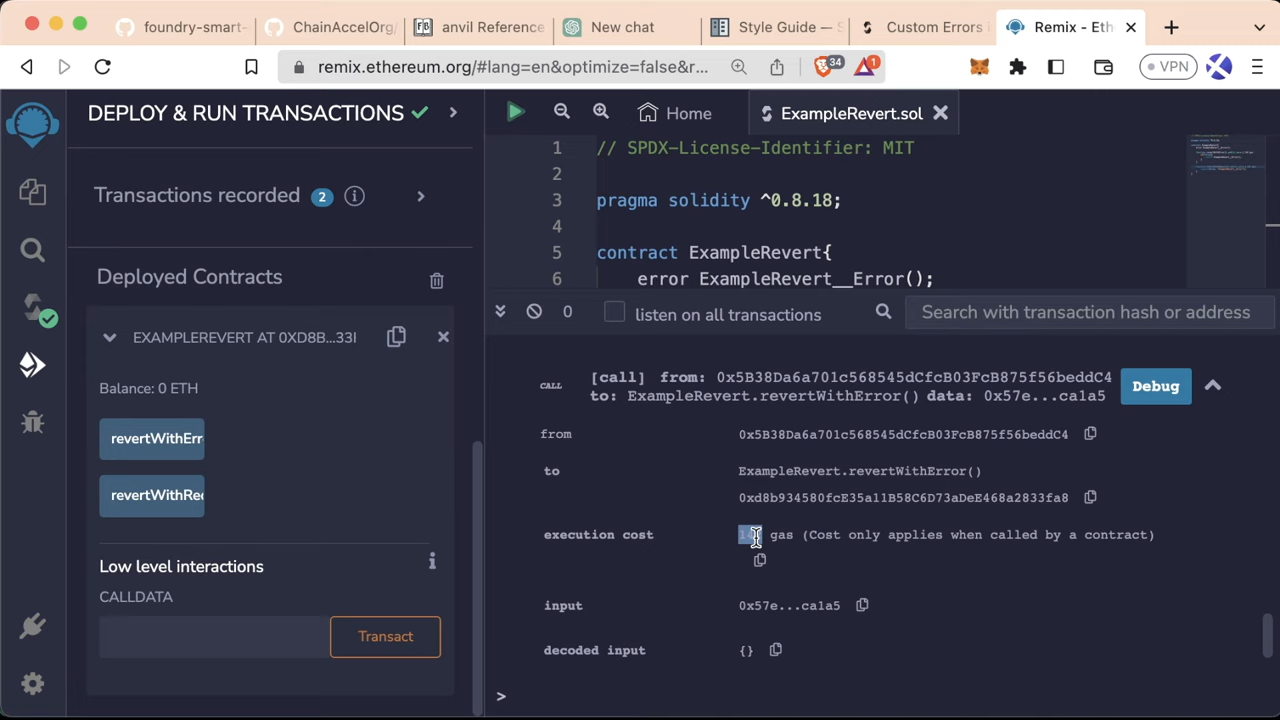 foundry-smart-
ChainAccelOrg/
anvil Reference
New chat
Style Guide — S
Custom Errors |
Remix - Eth
remix.ethereum.org/#lang=en&optimize=false&r...
34
1
VPN
DEPLOY & RUN TRANSACTIONS
Transactions recorded 2
Deployed Contracts
EXAMPLEREVERT AT 0XD8B...33I
Balance: 0 ETH
revertWithErr
revertWithRe
Low level interactions
CALLDATA
Transact
Home
ExampleRevert.sol
1 // SPDX-License-Identifier: MIT
2
3 pragma solidity ^0.8.18;
4
5 contract ExampleRevert{
6 error ExampleRevert__Error();
0
listen on all transactions
Search with transaction hash or address
CALL
[call] from: 0x5B38Da6a701c568545dCfcB03FcB875f56beddC4
to: ExampleRevert.revertWithError() data: 0x57e...ca1a5
Debug
from 0x5B38Da6a701c568545dCfcB03FcB875f56beddC4
to ExampleRevert.revertWithError()
0xd8b934580fcE35a11B58C6D73aDeE468a2833fa8
execution cost gas (Cost only applies when called by a contract)
input 0x57e...ca1a5
decoded input {}
>